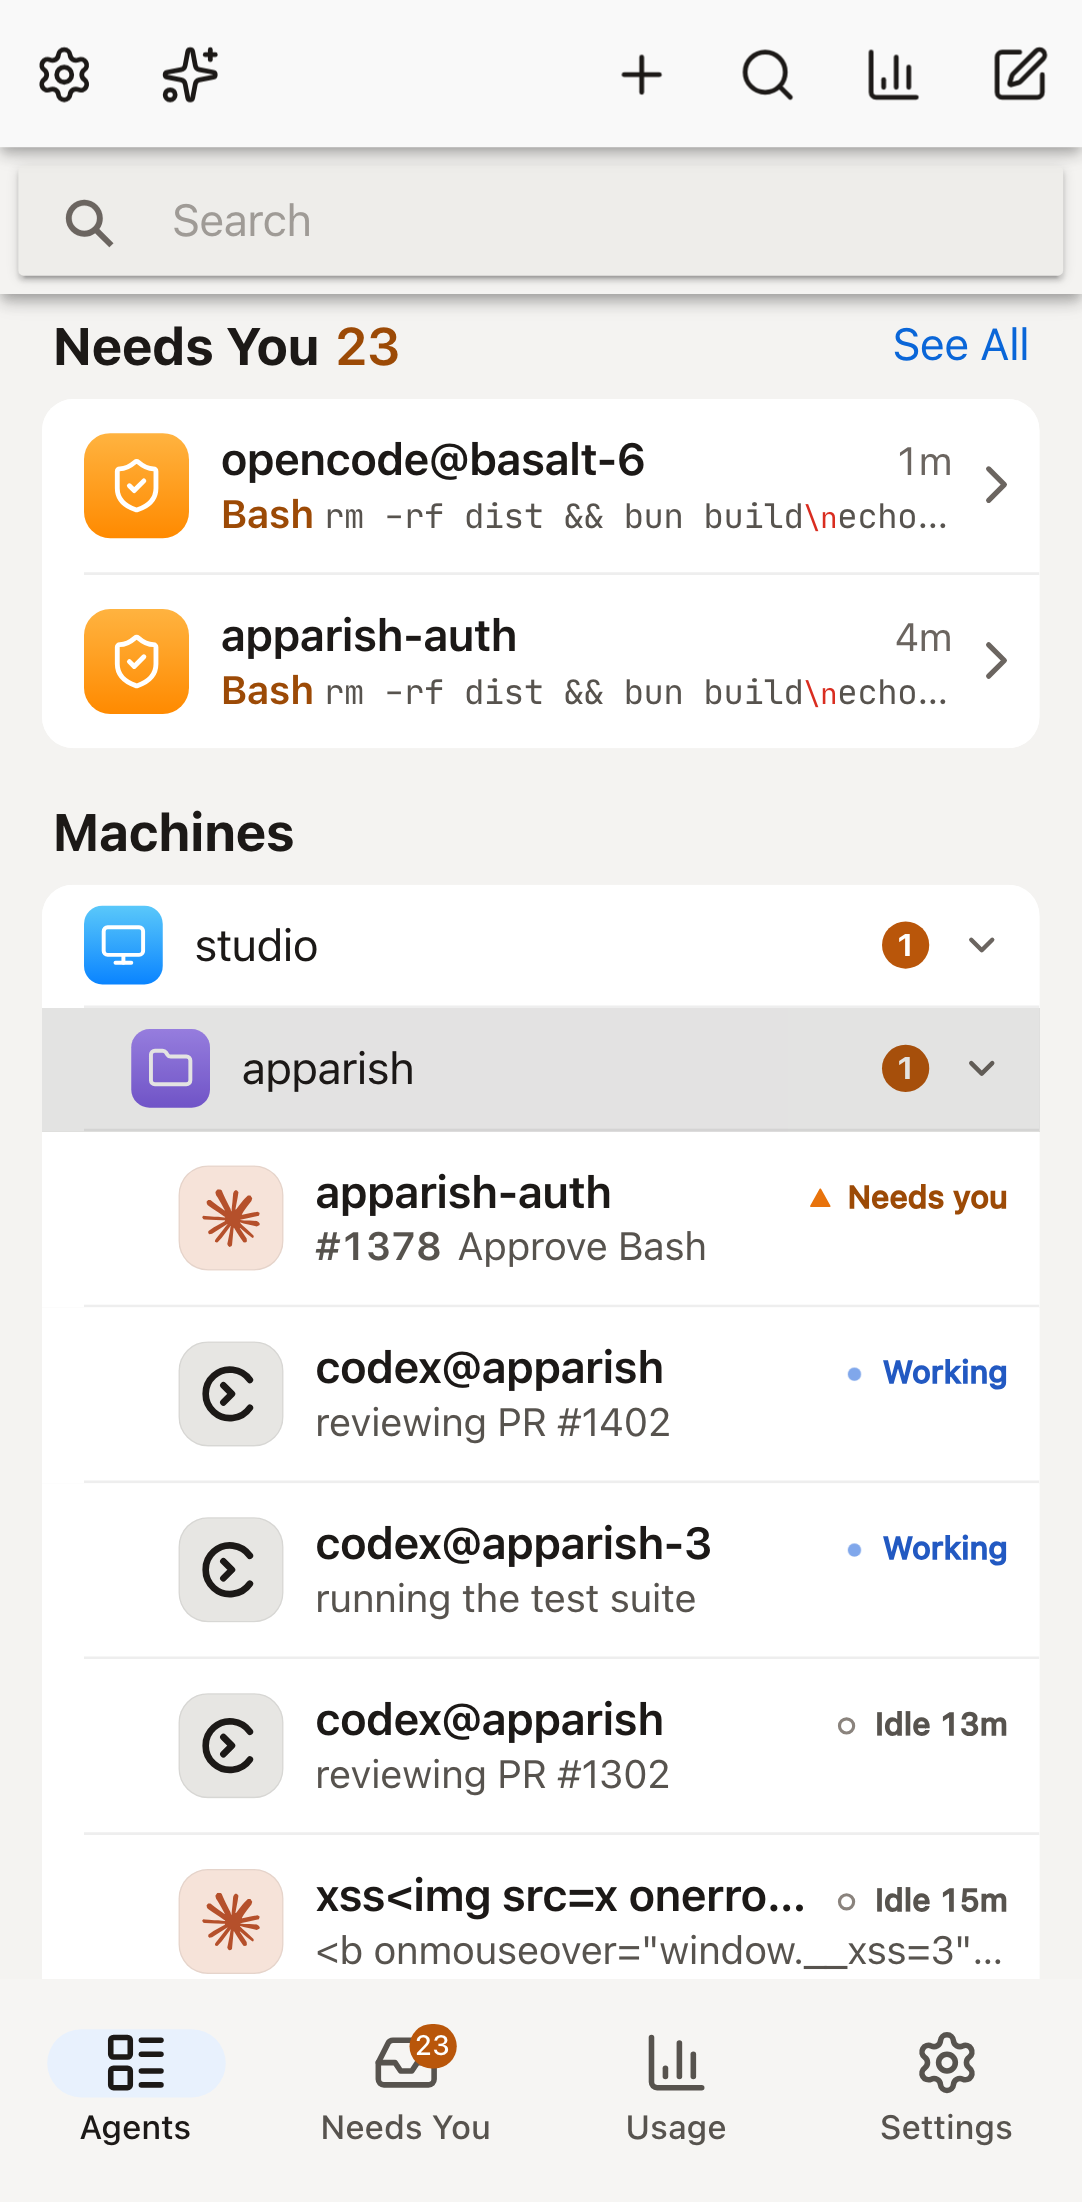 Search
Needs You 23
See All
opencode@basalt-6
1m
Bash rm -rf dist && bun build\necho...
apparish-auth
4m
Bash rm -rf dist && bun build\necho...
Machines
studio
1
apparish
1
apparish-auth
Needs you
#1378 Approve Bash
codex@apparish
Working
reviewing PR #1402
codex@apparish-3
Working
running the test suite
codex@apparish
Idle 13m
reviewing PR #1302
xss<img src=x onerro...
Idle 15m
<b onmouseover="window.__xss=3"...
23
Agents
Needs You
Usage
Settings